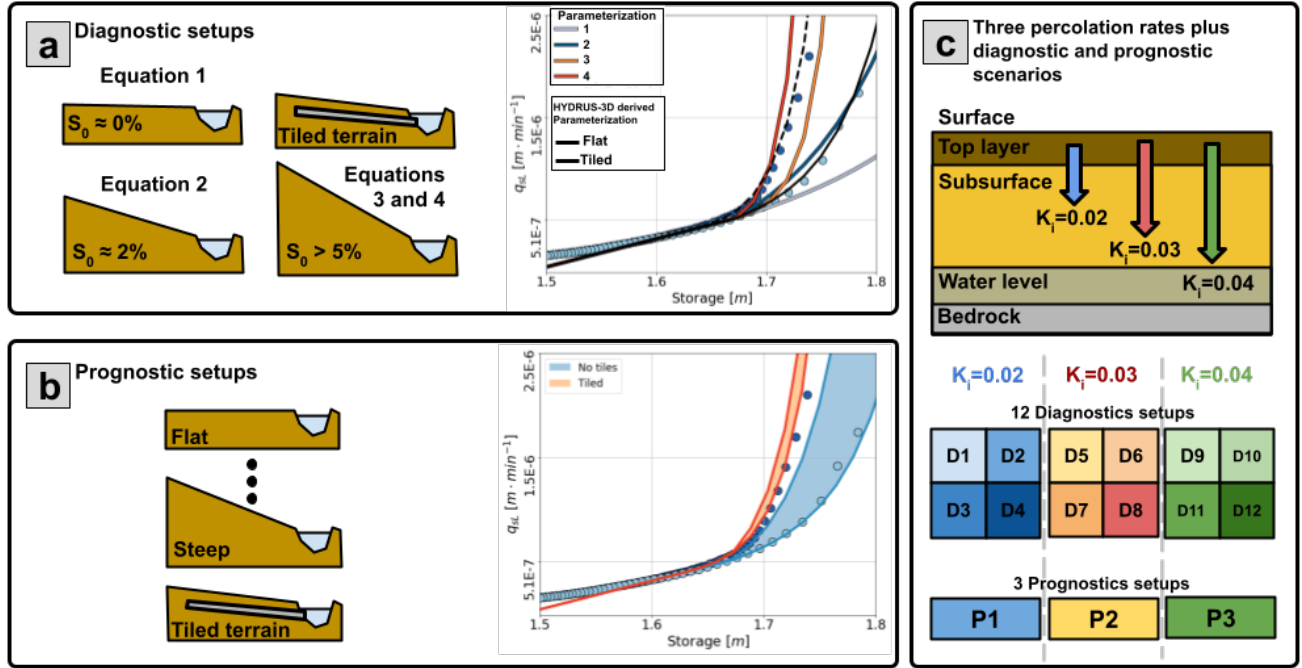 a
Diagnostic setups
Equation 1
S₀ ≈ 0%
Tiled terrain
Equation 2
S₀ ≈ 2%
Equations
3 and 4
S₀ > 5%
Parameterization
1
2
3
4
HYDRUS-3D derived
Parameterization
Flat
Tiled
q_sL [m · min⁻¹]
2.5E-6
1.5E-6
5.1E-7
1.5
1.6
1.7
1.8
Storage [m]
b
Prognostic setups
Flat
Steep
Tiled terrain
No tiles
Tiled
q_sL [m · min⁻¹]
2.5E-6
1.5E-6
5.1E-7
1.5
1.6
1.7
1.8
Storage [m]
c
Three percolation rates plus
diagnostic and prognostic
scenarios
Surface
Top layer
Subsurface
Kᵢ=0.02
Kᵢ=0.03
Kᵢ=0.04
Water level
Bedrock
Kᵢ=0.02 Kᵢ=0.03 Kᵢ=0.04
12 Diagnostics setups
D1 D2 D5 D6 D9 D10
D3 D4 D7 D8 D11 D12
3 Prognostics setups
P1 P2 P3